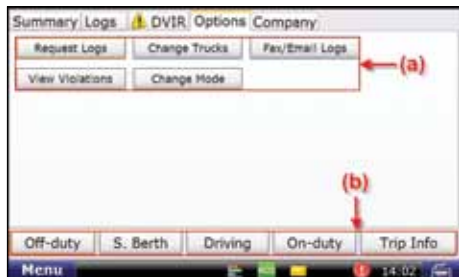 Summary Logs DVIR Options Company
Request Logs Change Trucks Fax/Email Logs
(a)
View Violations Change Mode
(b)
Off-duty S. Berth Driving On-duty Trip Info
Menu 14:02